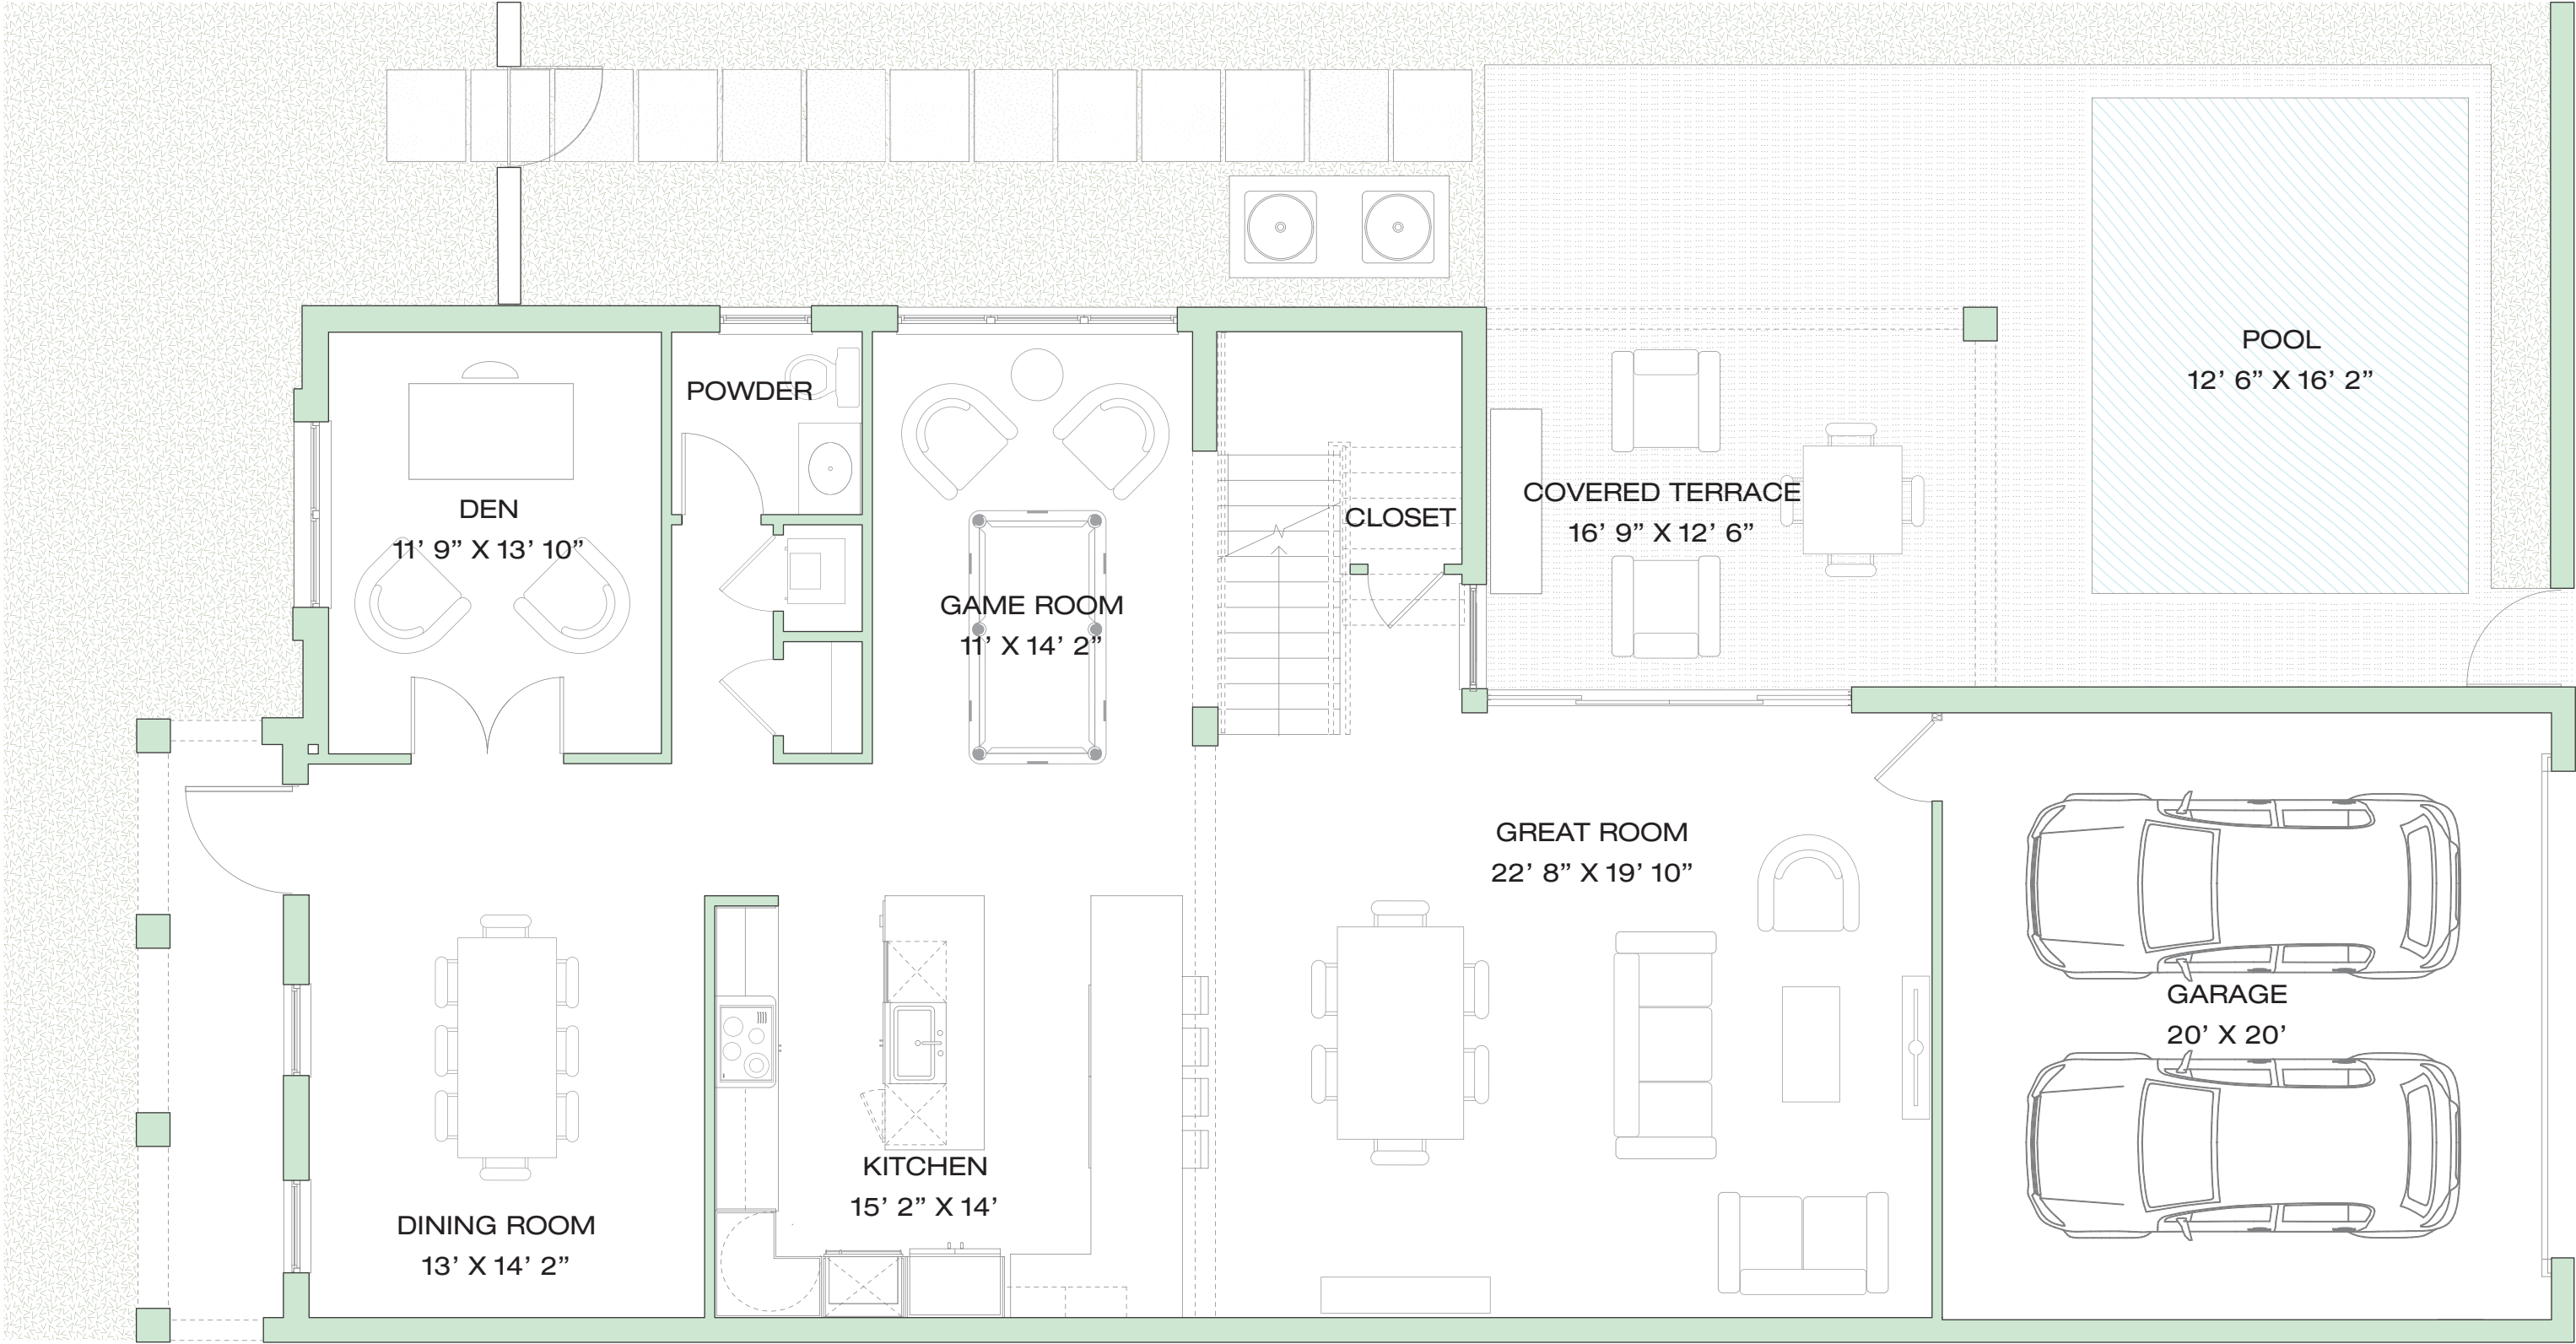 POOL
12’ 6” X 16’ 2”
POWDER
DEN
11’ 9” X 13’ 10”
COVERED TERRACE
16’ 9” X 12’ 6”
CLOSET
GAME ROOM
11’ X 14’ 2”
GREAT ROOM
22’ 8” X 19’ 10”
GARAGE
20’ X 20’
KITCHEN
15’ 2” X 14’
DINING ROOM
13’ X 14’ 2”